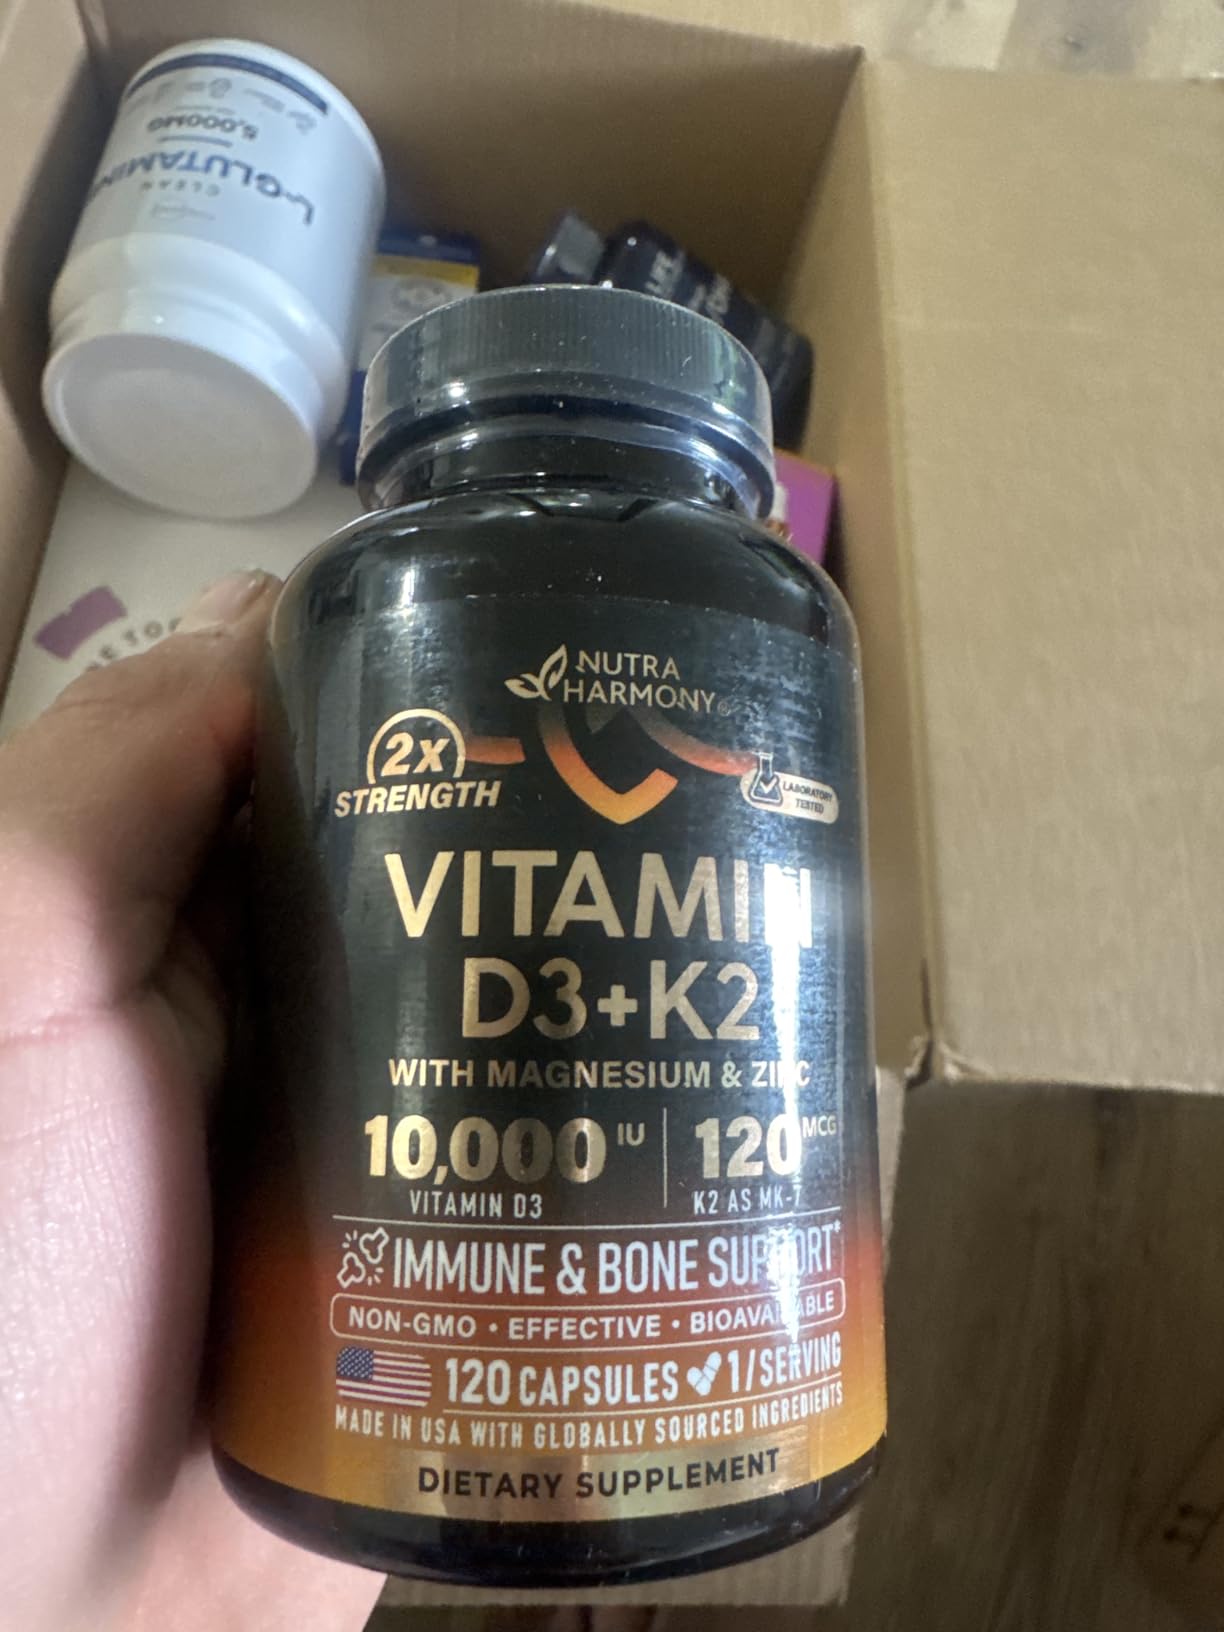 5,000MG
L-GLUTAMINE
CLEAN
NUTRA
HARMONY®
2X
STRENGTH
LABORATORY
TESTED
VITAMIN
D3+K2
WITH MAGNESIUM & ZINC
10,000 IU
VITAMIN D3
120 MCG
K2 AS MK-7
IMMUNE & BONE SUPPORT*
NON-GMO • EFFECTIVE • BIOAVAILABLE
120 CAPSULES 1/SERVING
MADE IN USA WITH GLOBALLY SOURCED INGREDIENTS
DIETARY SUPPLEMENT